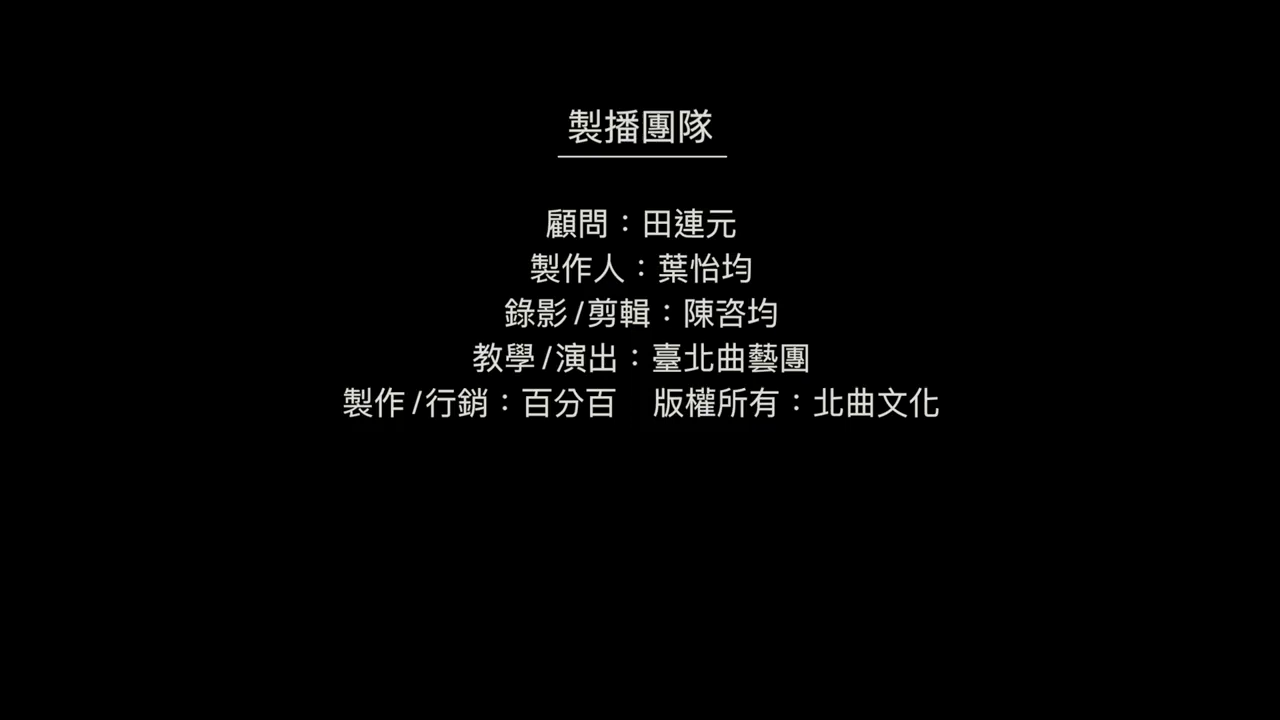 製播團隊
顧問：田連元
製作人：葉怡均
錄影/剪輯：陳咨均
教學/演出：臺北曲藝團
製作/行銷：百分百　版權所有：北曲文化